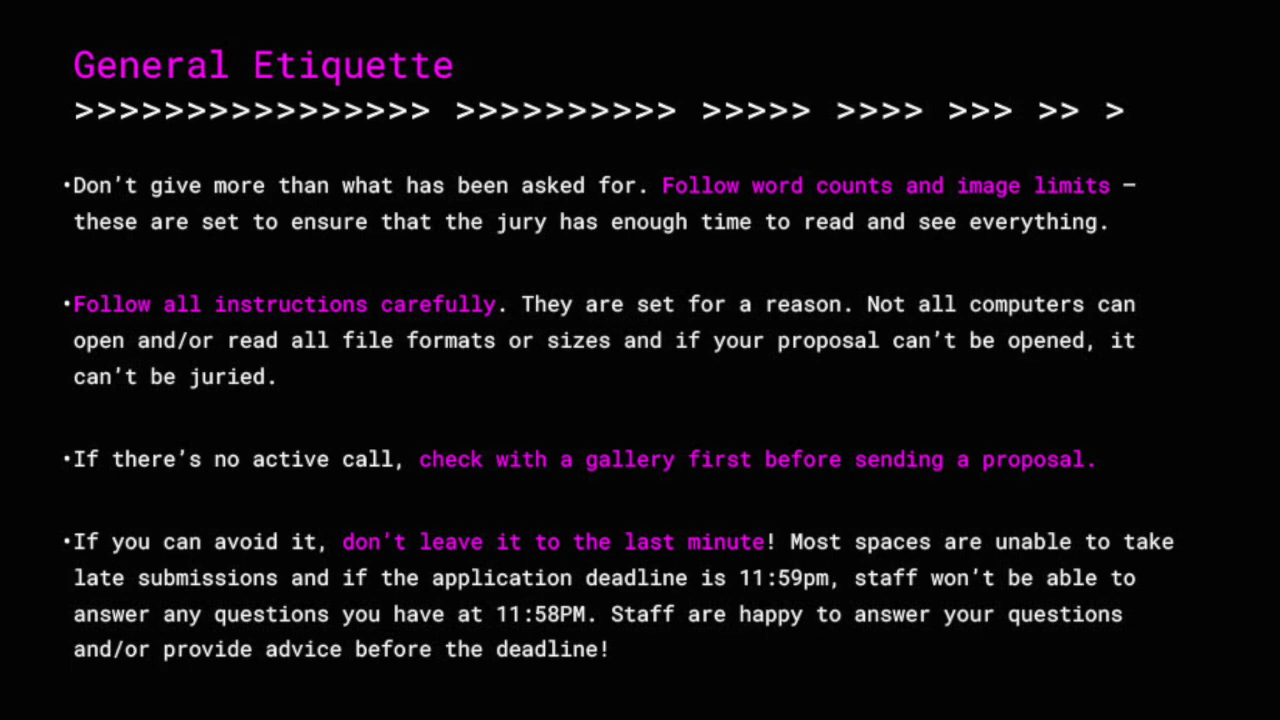 General Etiquette
>>>>>>>>>>>>>>>> >>>>>>>>>> >>>>> >>>> >>> >> >
•Don’t give more than what has been asked for. Follow word counts and image limits –
these are set to ensure that the jury has enough time to read and see everything.
•Follow all instructions carefully. They are set for a reason. Not all computers can
open and/or read all file formats or sizes and if your proposal can’t be opened, it
can’t be juried.
•If there’s no active call, check with a gallery first before sending a proposal.
•If you can avoid it, don’t leave it to the last minute! Most spaces are unable to take
late submissions and if the application deadline is 11:59pm, staff won’t be able to
answer any questions you have at 11:58PM. Staff are happy to answer your questions
and/or provide advice before the deadline!